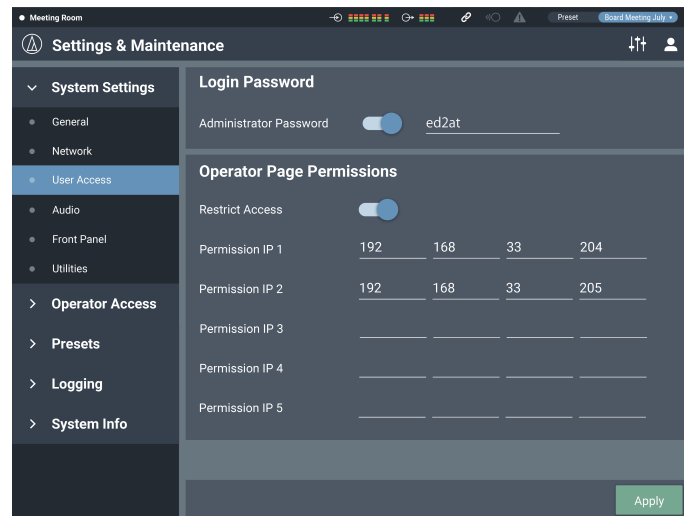 Meeting Room
Preset Board Meeting July
Settings & Maintenance
System Settings
General
Network
User Access
Audio
Front Panel
Utilities
Operator Access
Presets
Logging
System Info
Login Password
Administrator Password ed2at
Operator Page Permissions
Restrict Access
Permission IP 1 192 168 33 204
Permission IP 2 192 168 33 205
Permission IP 3
Permission IP 4
Permission IP 5
Apply